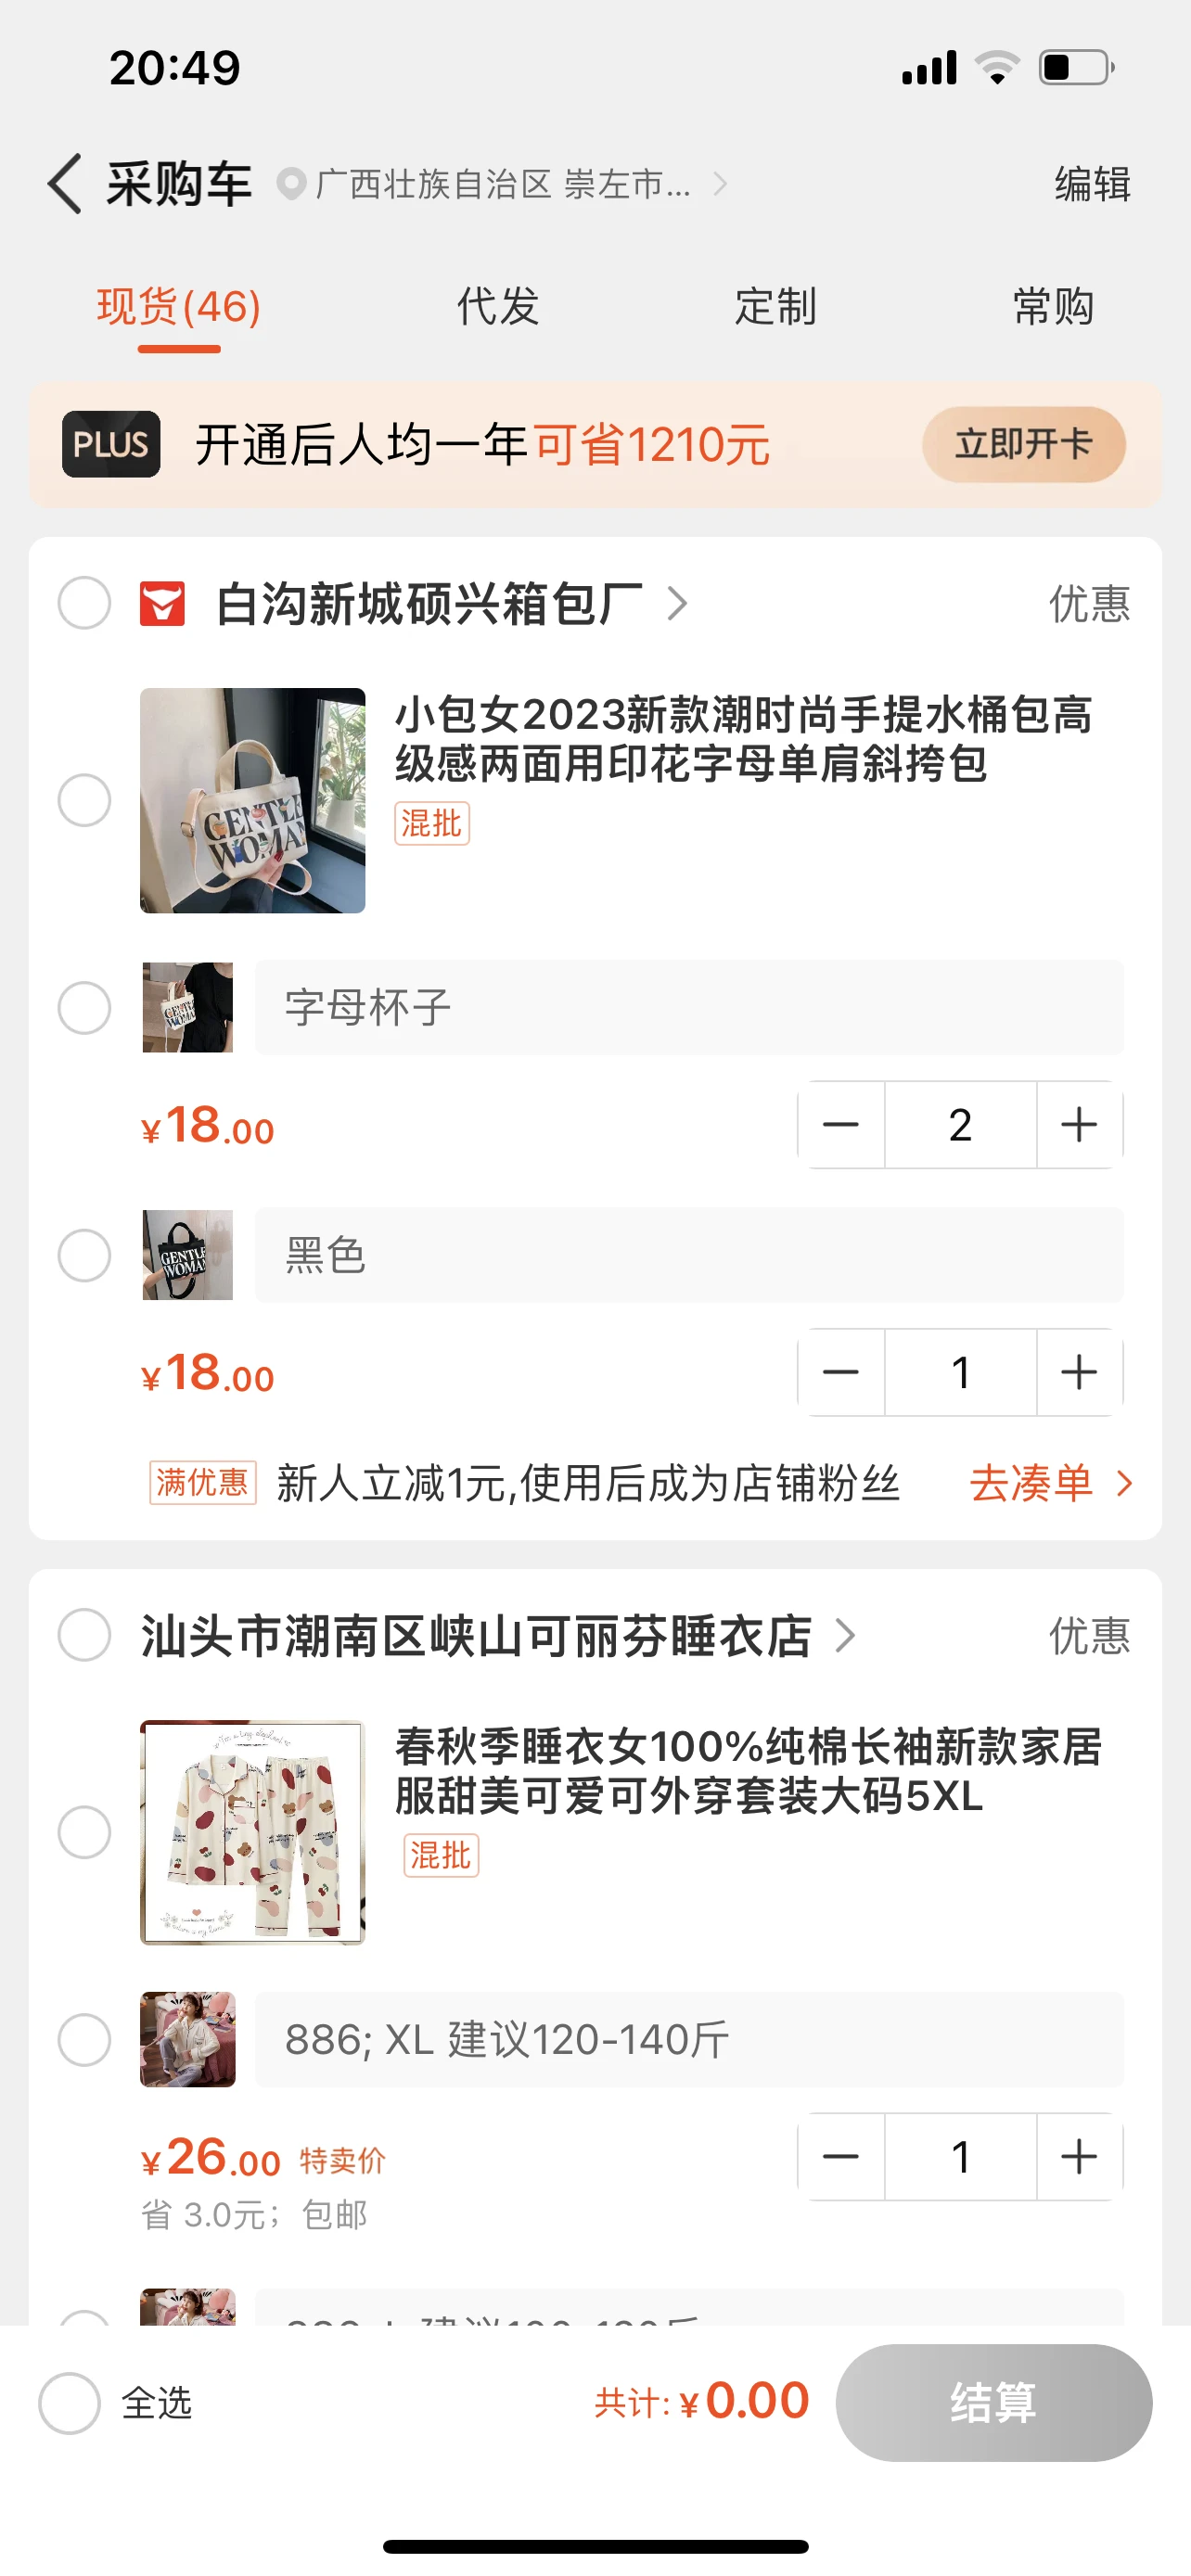 20:49
采购车 广西壮族自治区 崇左市... 编辑
现货(46) 代发 定制 常购
PLUS 开通后人均一年可省1210元 立即开卡
白沟新城硕兴箱包厂 优惠
小包女2023新款潮时尚手提水桶包高
级感两面用印花字母单肩斜挎包
混批
GENTLE
WOMAN
字母杯子
¥18.00 2
GENTLE
WOMAN
黑色
¥18.00 1
满优惠 新人立减1元,使用后成为店铺粉丝 去凑单
汕头市潮南区峡山可丽芬睡衣店 优惠
春秋季睡衣女100%纯棉长袖新款家居
服甜美可爱可外穿套装大码5XL
混批
886; XL 建议120-140斤
¥26.00 特卖价 1
省 3.0元; 包邮
全选 共计: ¥0.00 结算